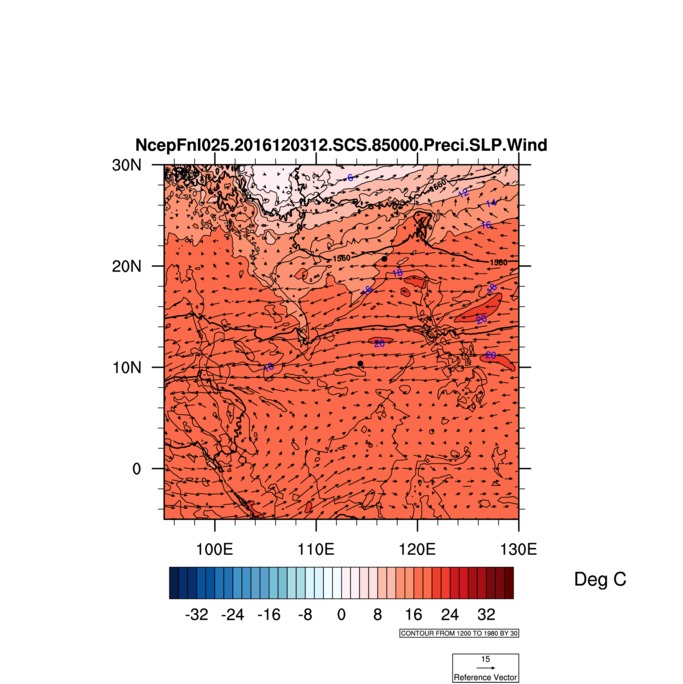 NcepFnl025.2016120312.SCS.85000.Preci.SLP.Wind
30N
20N
10N
0
6
1560
12
14
16
1560
1560
18
18
18
20
20
20
18
100E
110E
120E
130E
-32 -24 -16 -8 0 8 16 24 32
Deg C
CONTOUR FROM 1200 TO 1980 BY 30
15
Reference Vector